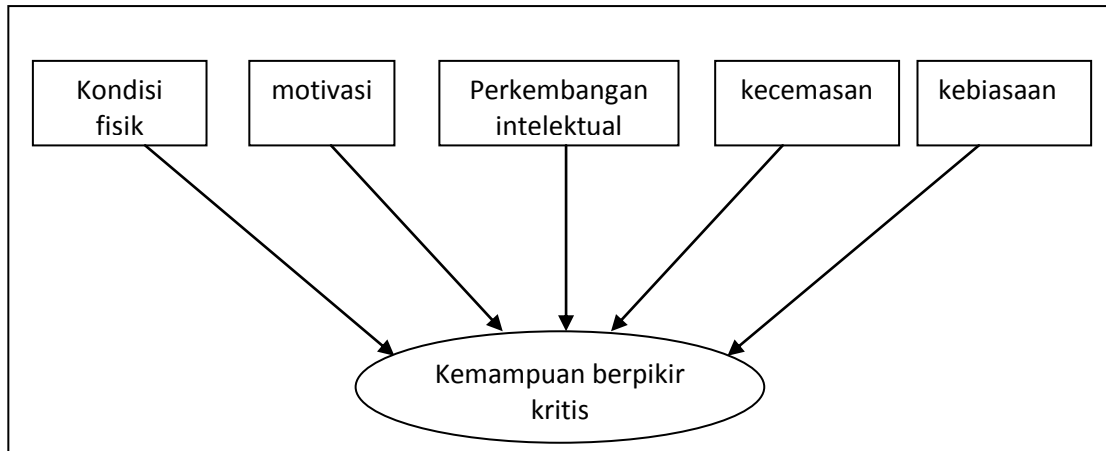 Kondisi
fisik
motivasi
Perkembangan
intelektual
kecemasan
kebiasaan
Kemampuan berpikir
kritis